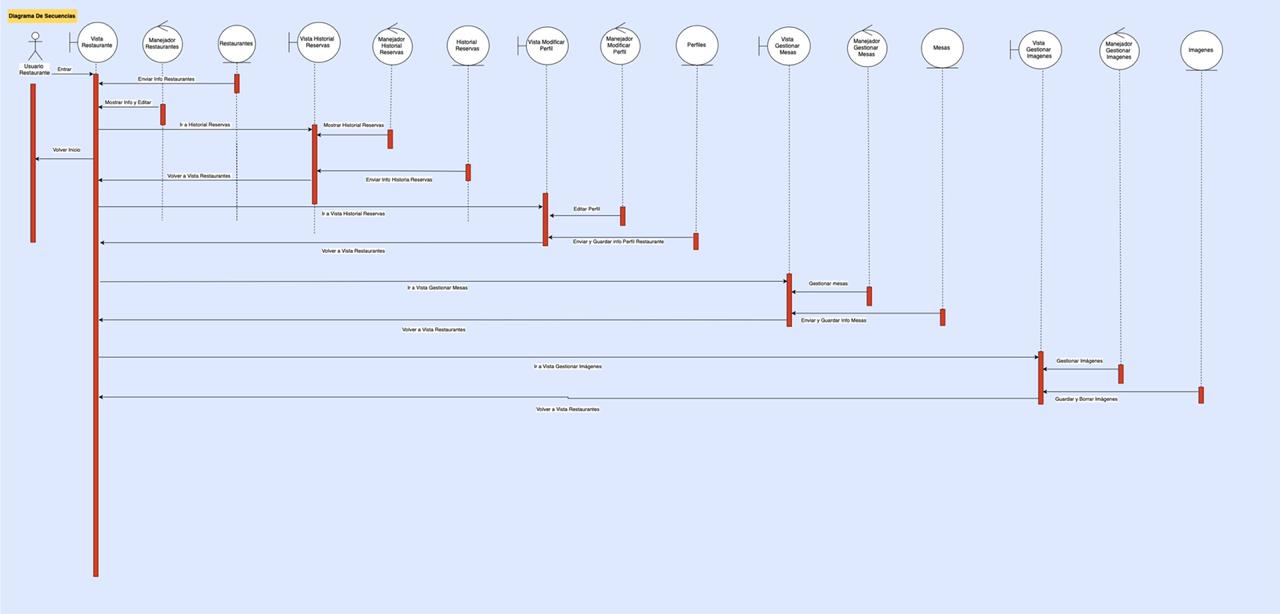 Diagrama De Secuencias
Vista
Restaurante
Manejador
Restaurantes
Restaurantes
Vista Historial
Reservas
Manejador
Historial
Reservas
Historial
Reservas
Vista Modificar
Perfil
Manejador
Modificar
Perfil
Perfiles
Vista
Gestionar
Mesas
Manejador
Gestionar
Mesas
Mesas
Vista
Gestionar
Imagenes
Manejador
Gestionar
Imagenes
Imagenes
Usuario
Restaurante
Entrar
Enviar Info Restaurantes
Mostrar Info y Editar
Ir a Historial Reservas
Mostrar Historial Reservas
Volver Inicio
Volver a Vista Restaurantes
Enviar Info Historia Reservas
Ir a Vista Historial Reservas
Editar Perfil
Enviar y Guardar info Perfil Restaurante
Volver a Vista Restaurantes
Ir a Vista Gestionar Mesas
Gestionar mesas
Enviar y Guardar Info Mesas
Volver a Vista Restaurantes
Ir a Vista Gestionar Imágenes
Gestionar Imágenes
Guardar y Borrar Imágenes
Volver a Vista Restaurantes